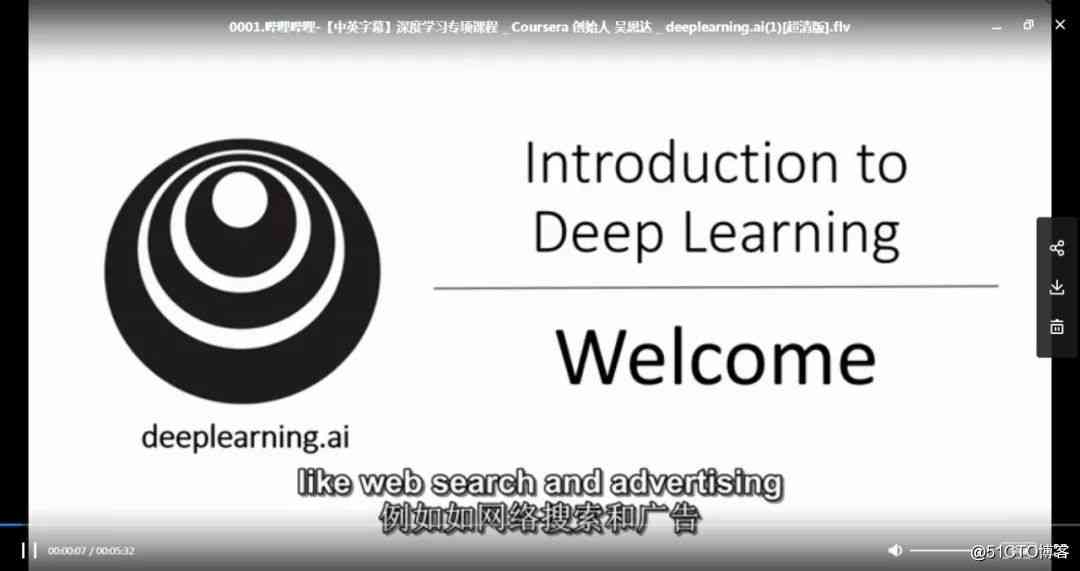 0001.哔哩哔哩-【中英字幕】深度学习专项课程 _ Coursera 创始人 吴恩达 _ deeplearning.ai(1)[超清版].flv
Introduction to
Deep Learning
Welcome
deeplearning.ai
like web search and advertising
例如如网络搜索和广告
00:00:07 / 00:05:32
@51CTO博客